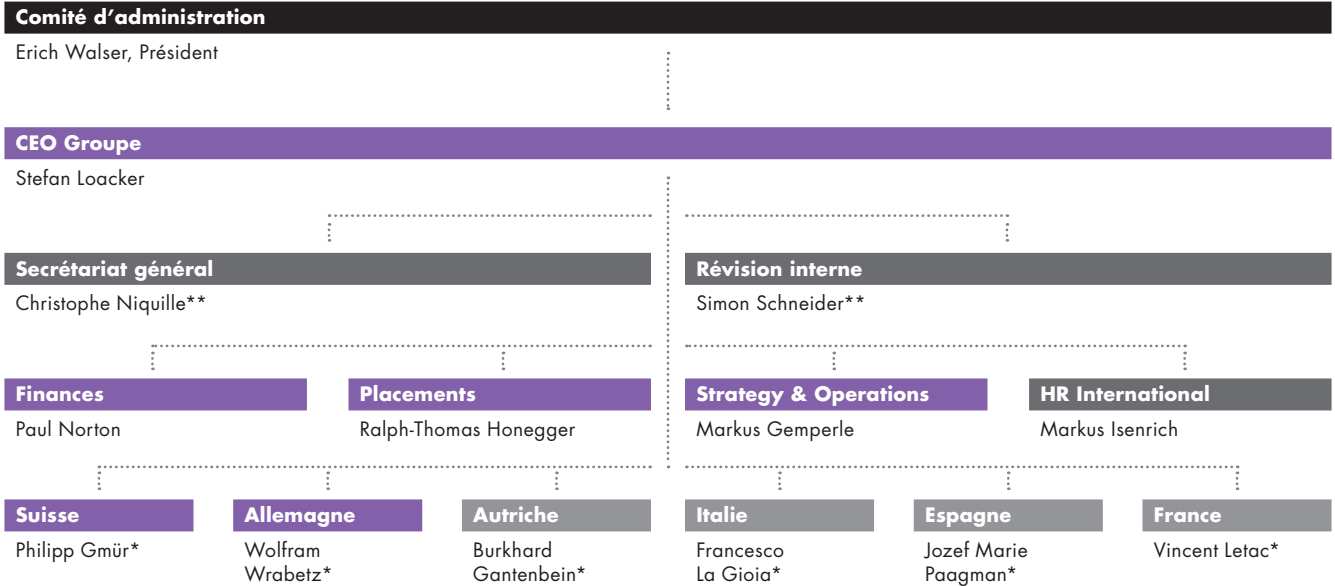 Comité d’administration
Erich Walser, Président
CEO Groupe
Stefan Loacker
Secrétariat général
Christophe Niquille**
Révision interne
Simon Schneider**
Finances
Paul Norton
Placements
Ralph-Thomas Honegger
Strategy & Operations
Markus Gemperle
HR International
Markus Isenrich
Suisse
Philipp Gmür*
Allemagne
Wolfram
Wrabetz*
Autriche
Burkhard
Gantenbein*
Italie
Francesco
La Gioia*
Espagne
Jozef Marie
Paagman*
France
Vincent Letac*